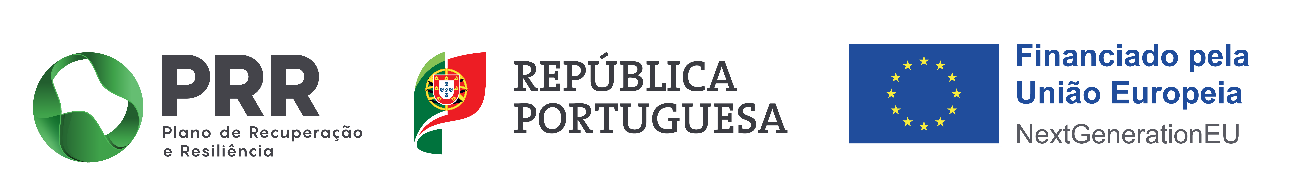 PRR
Plano de Recuperação
e Resiliência
REPÚBLICA
PORTUGUESA
Financiado pela
União Europeia
NextGenerationEU